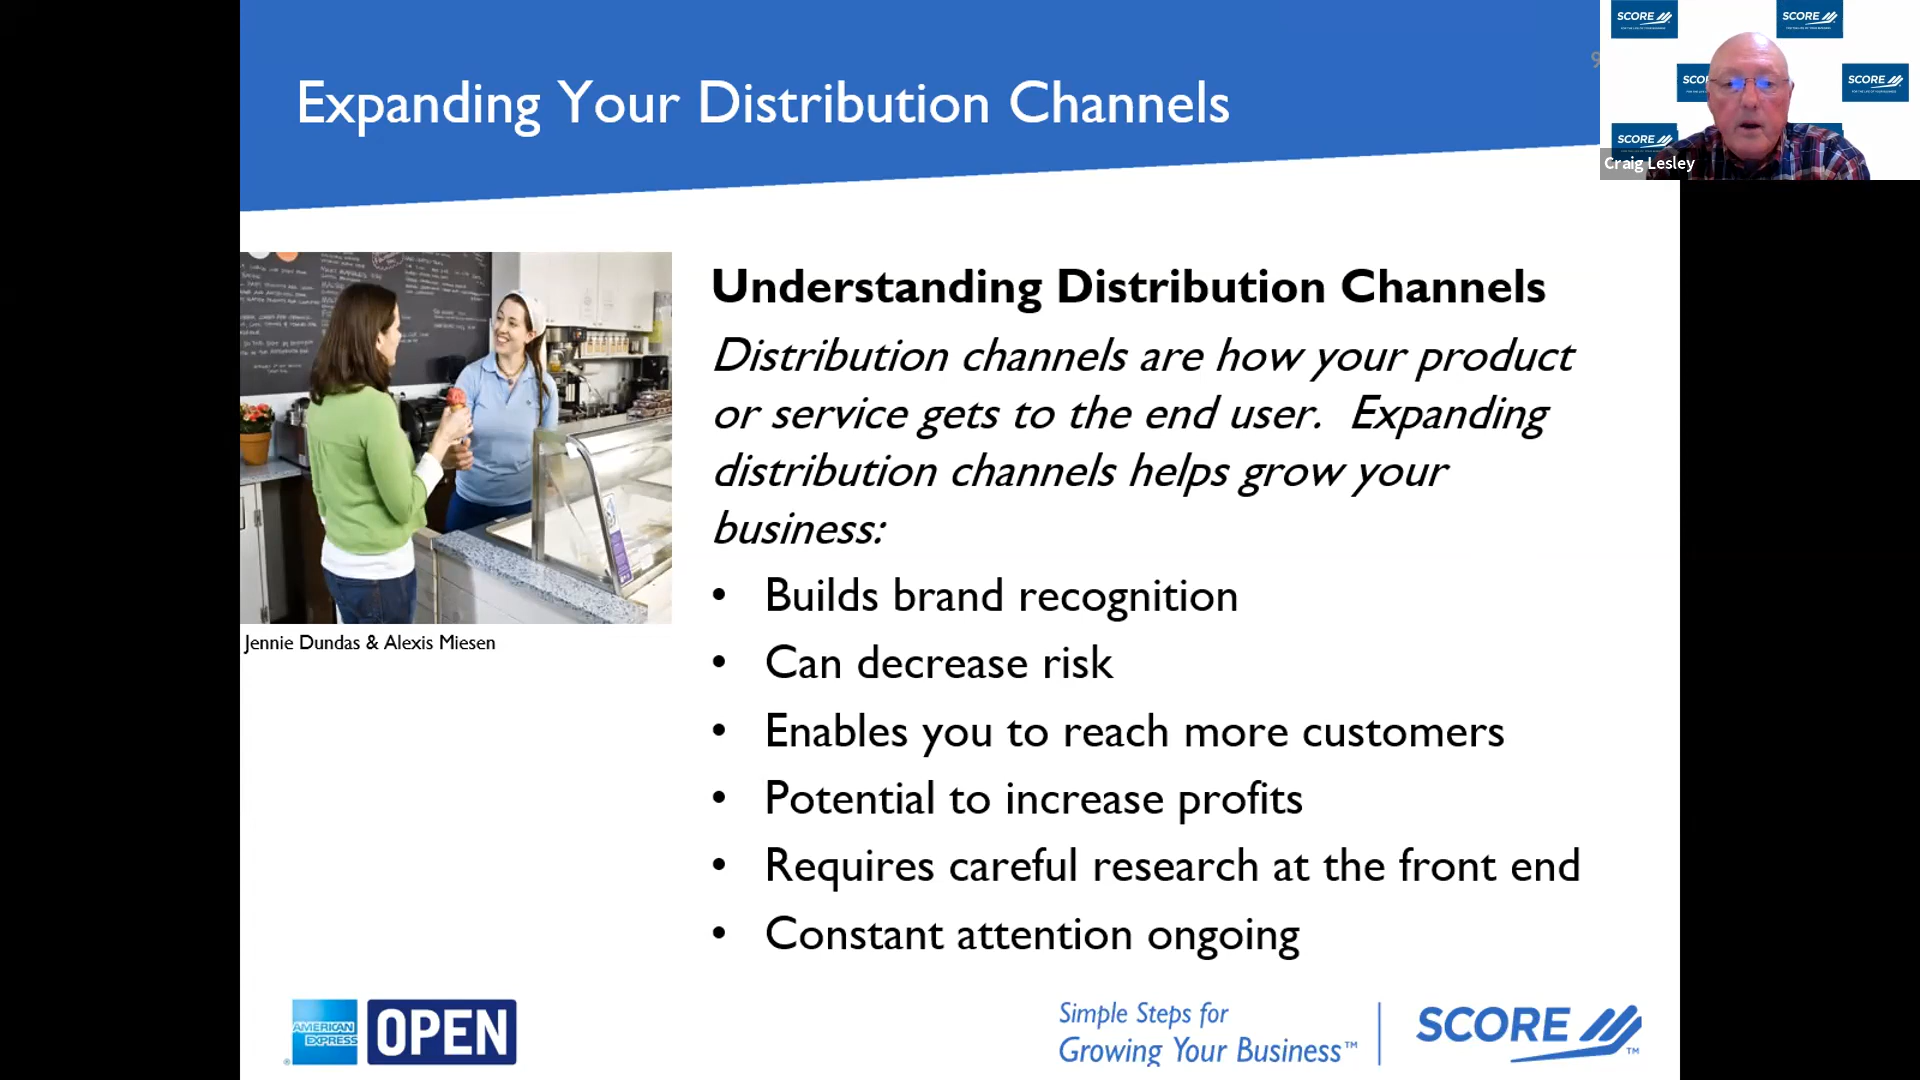 Expanding Your Distribution Channels
9
SCORE
SCORE
SCORE
SCORE
Craig Lesley
Understanding Distribution Channels
Distribution channels are how your product
or service gets to the end user. Expanding
distribution channels helps grow your
business:
• Builds brand recognition
• Can decrease risk
• Enables you to reach more customers
• Potential to increase profits
• Requires careful research at the front end
• Constant attention ongoing
Jennie Dundas & Alexis Miesen
AMERICAN
EXPRESS
®
OPEN
Simple Steps for
Growing Your Business™
SCORE
TM